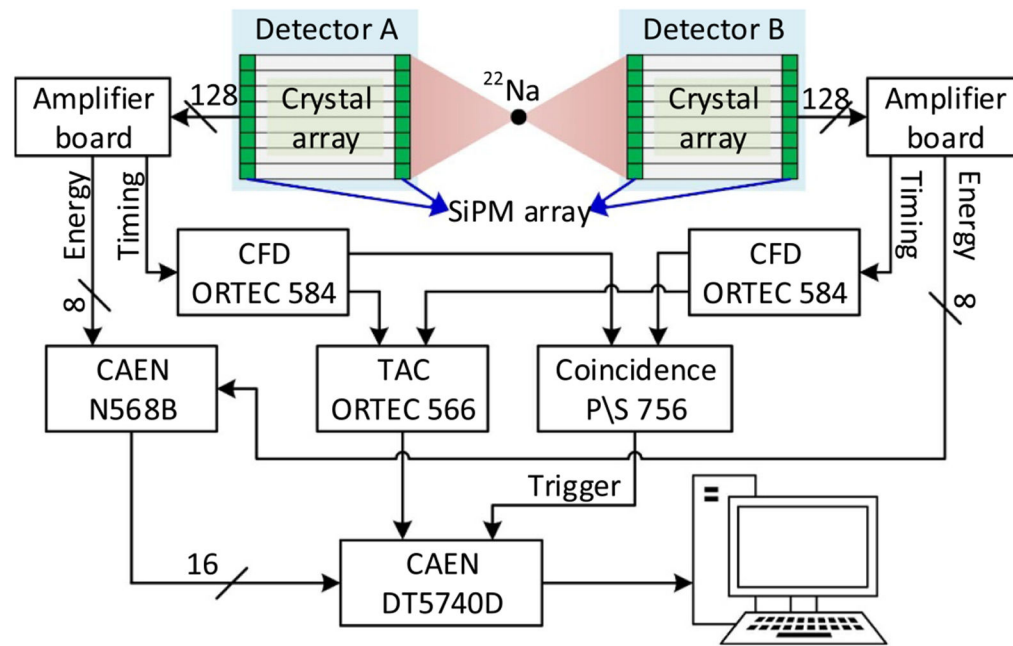 Detector A
Detector B
Crystal
array
Crystal
array
²²Na
Amplifier
board
128
128
Amplifier
board
SiPM array
Energy
Timing
Timing
Energy
8
8
CFD
ORTEC 584
CFD
ORTEC 584
CAEN
N568B
TAC
ORTEC 566
Coincidence
P\S 756
Trigger
16
CAEN
DT5740D